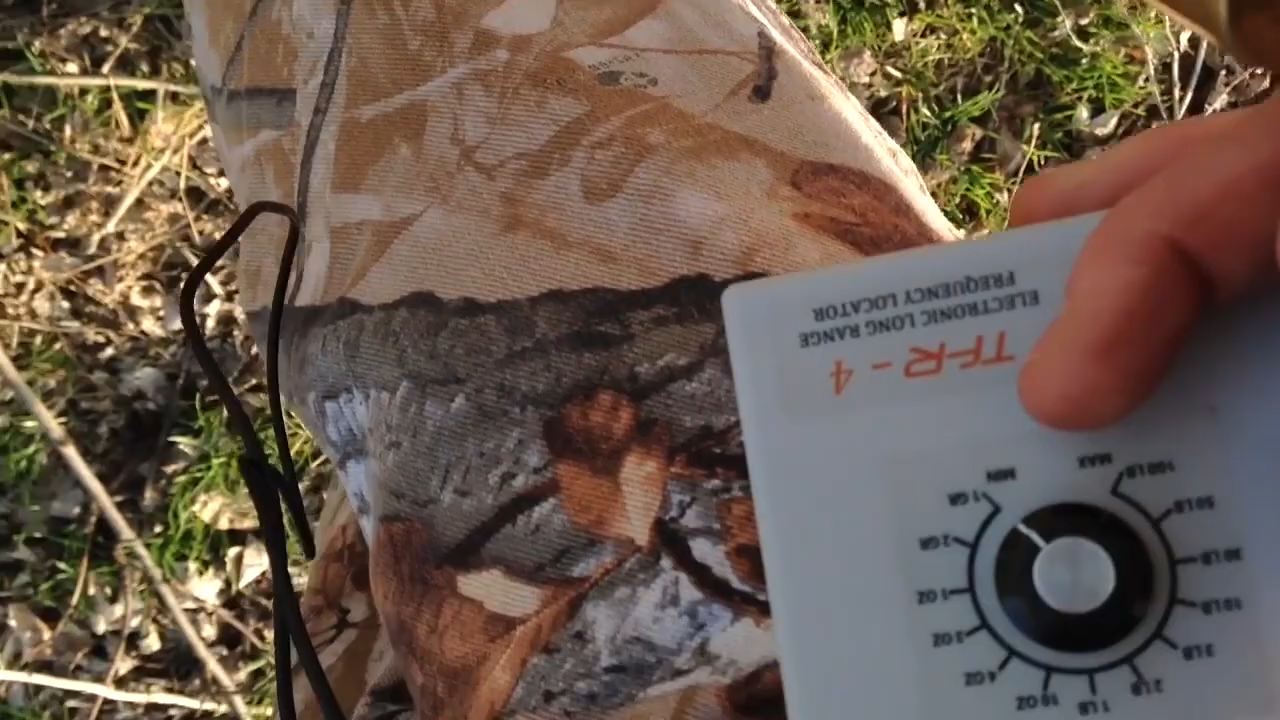 ELECTRONIC LONG RANGE
FREQUENCY LOCATOR
TFR-4
MIN
MAX
1 GR
2 GR
1 OZ
3 OZ
4 OZ
10 OZ
1 LB
2 LB
3 LB
10 LB
30 LB
50 LB
100 LB